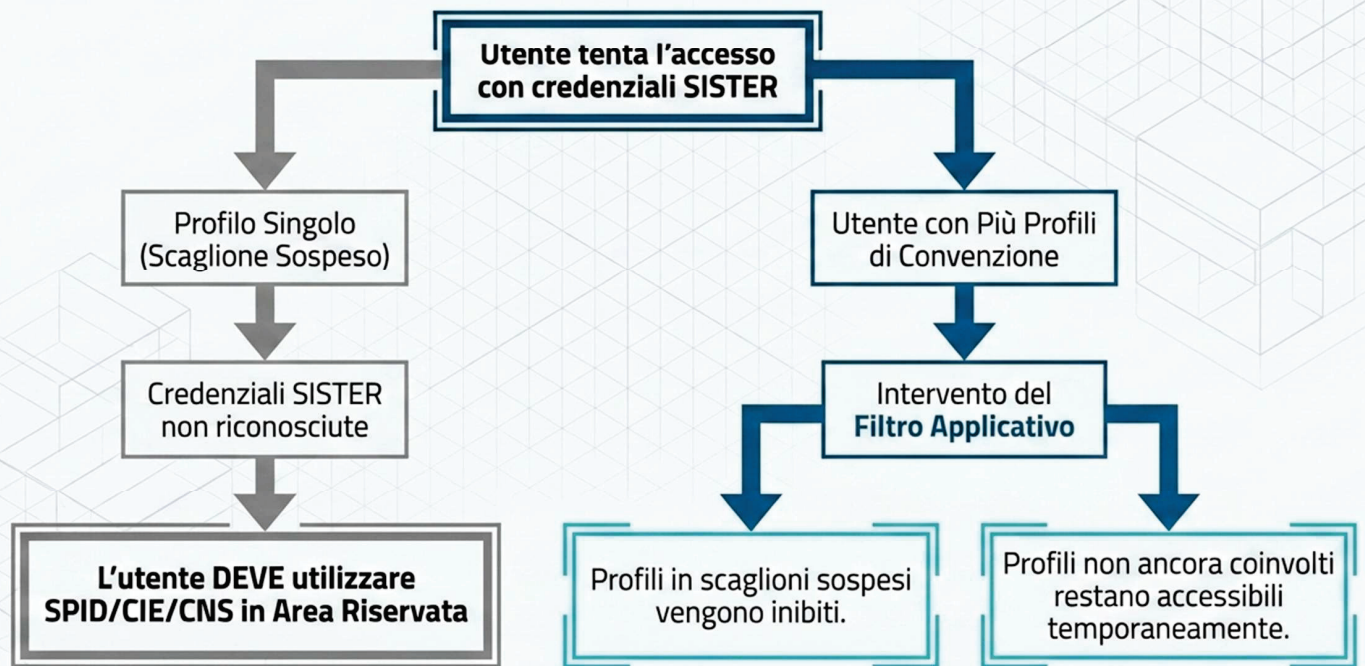 Utente tenta l'accesso
con credenziali SISTER
Profilo Singolo
(Scaglione Sospeso)
Credenziali SISTER
non riconosciute
L'utente DEVE utilizzare
SPID/CIE/CNS in Area Riservata
Utente con Più Profili
di Convenzione
Intervento del
Filtro Applicativo
Profili in scaglioni sospesi
vengono inibiti.
Profili non ancora coinvolti
restano accessibili
temporaneamente.